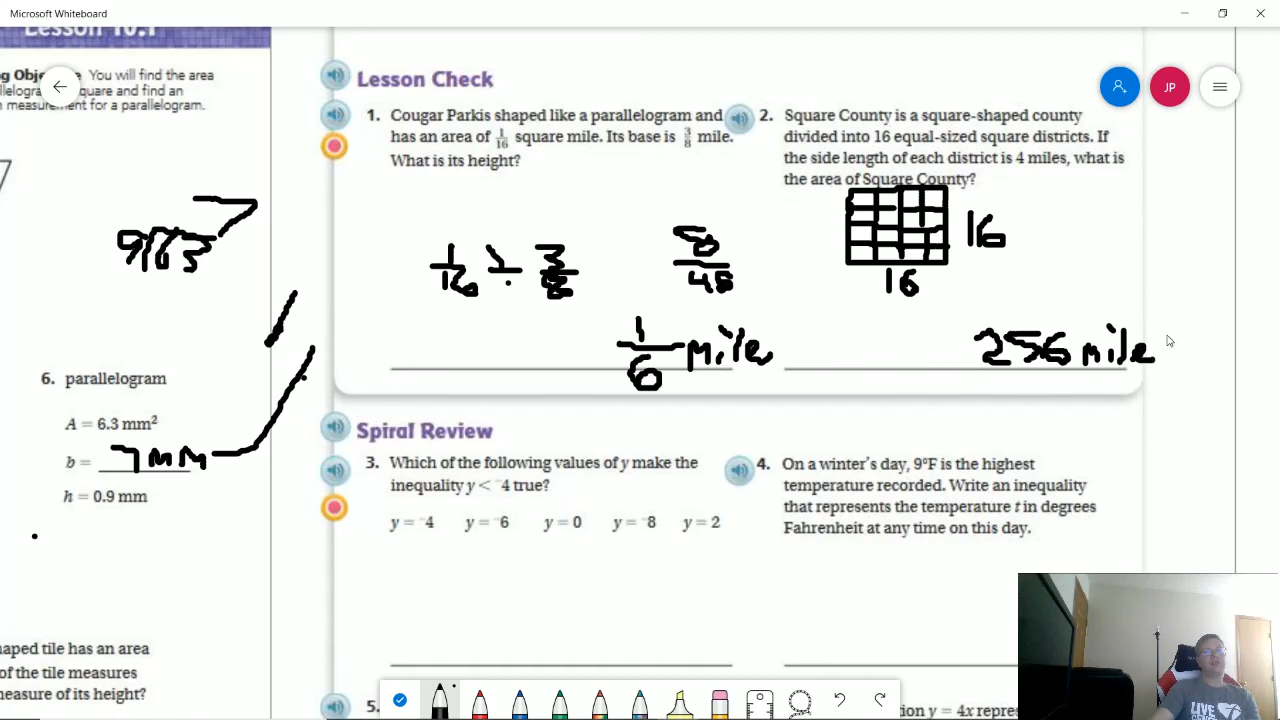 Microsoft Whiteboard
Lesson 10.1
You will find the area
square and find an
measurement for a parallelogram.
9)63
7
6. parallelogram
A = 6.3 mm²
b = 7 mm
h = 0.9 mm
aped tile has an area
of the tile measures
measure of its height?
Lesson Check
1. Cougar Parkis shaped like a parallelogram and
has an area of 1/16 square mile. Its base is 3/8 mile.
What is its height?
1/16 ÷ 3/8
8/48
1/6 mile
2. Square County is a square-shaped county
divided into 16 equal-sized square districts. If
the side length of each district is 4 miles, what is
the area of Square County?
16
16
256 mile
JP
Spiral Review
3. Which of the following values of y make the
inequality y < ⁻4 true?
y = ⁻4 y = ⁻6 y = 0 y = ⁻8 y = 2
4. On a winter's day, 9°F is the highest
temperature recorded. Write an inequality
that represents the temperature t in degrees
Fahrenheit at any time on this day.
5.
tion y = 4x repres
LIVE